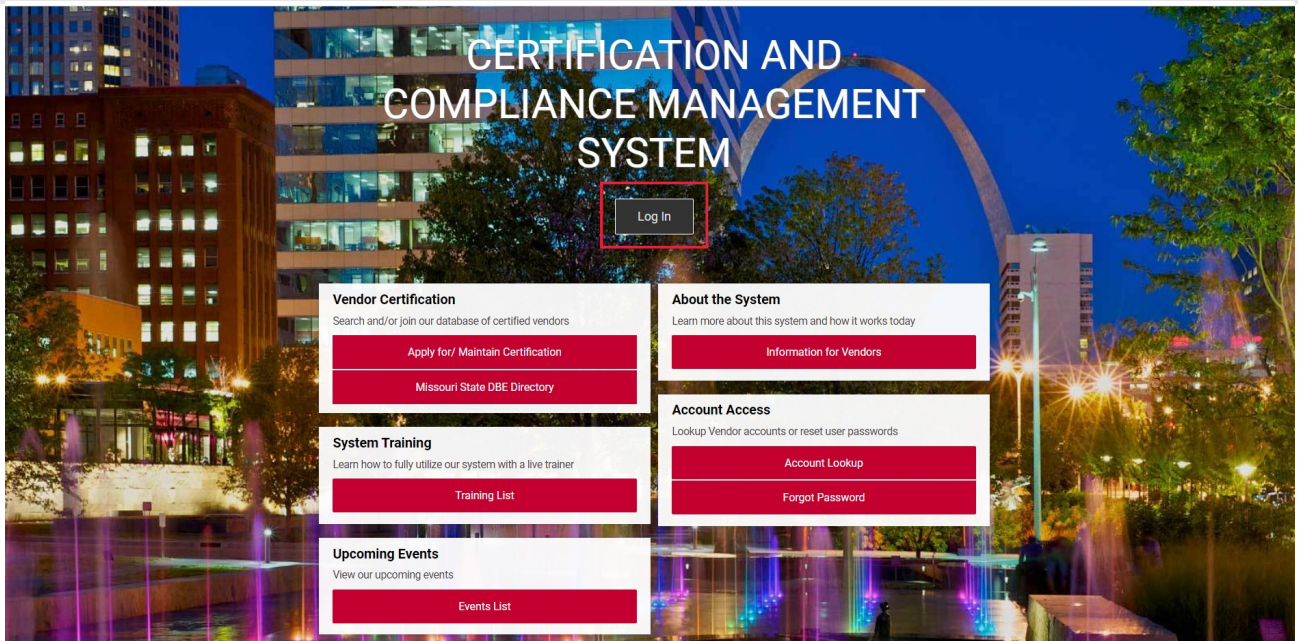 CERTIFICATION AND
COMPLIANCE MANAGEMENT
SYSTEM
Log In
Vendor Certification
Search and/or join our database of certified vendors
Apply for/ Maintain Certification
Missouri State DBE Directory
System Training
Learn how to fully utilize our system with a live trainer
Training List
Upcoming Events
View our upcoming events
Events List
About the System
Learn more about this system and how it works today
Information for Vendors
Account Access
Lookup Vendor accounts or reset user passwords
Account Lookup
Forgot Password